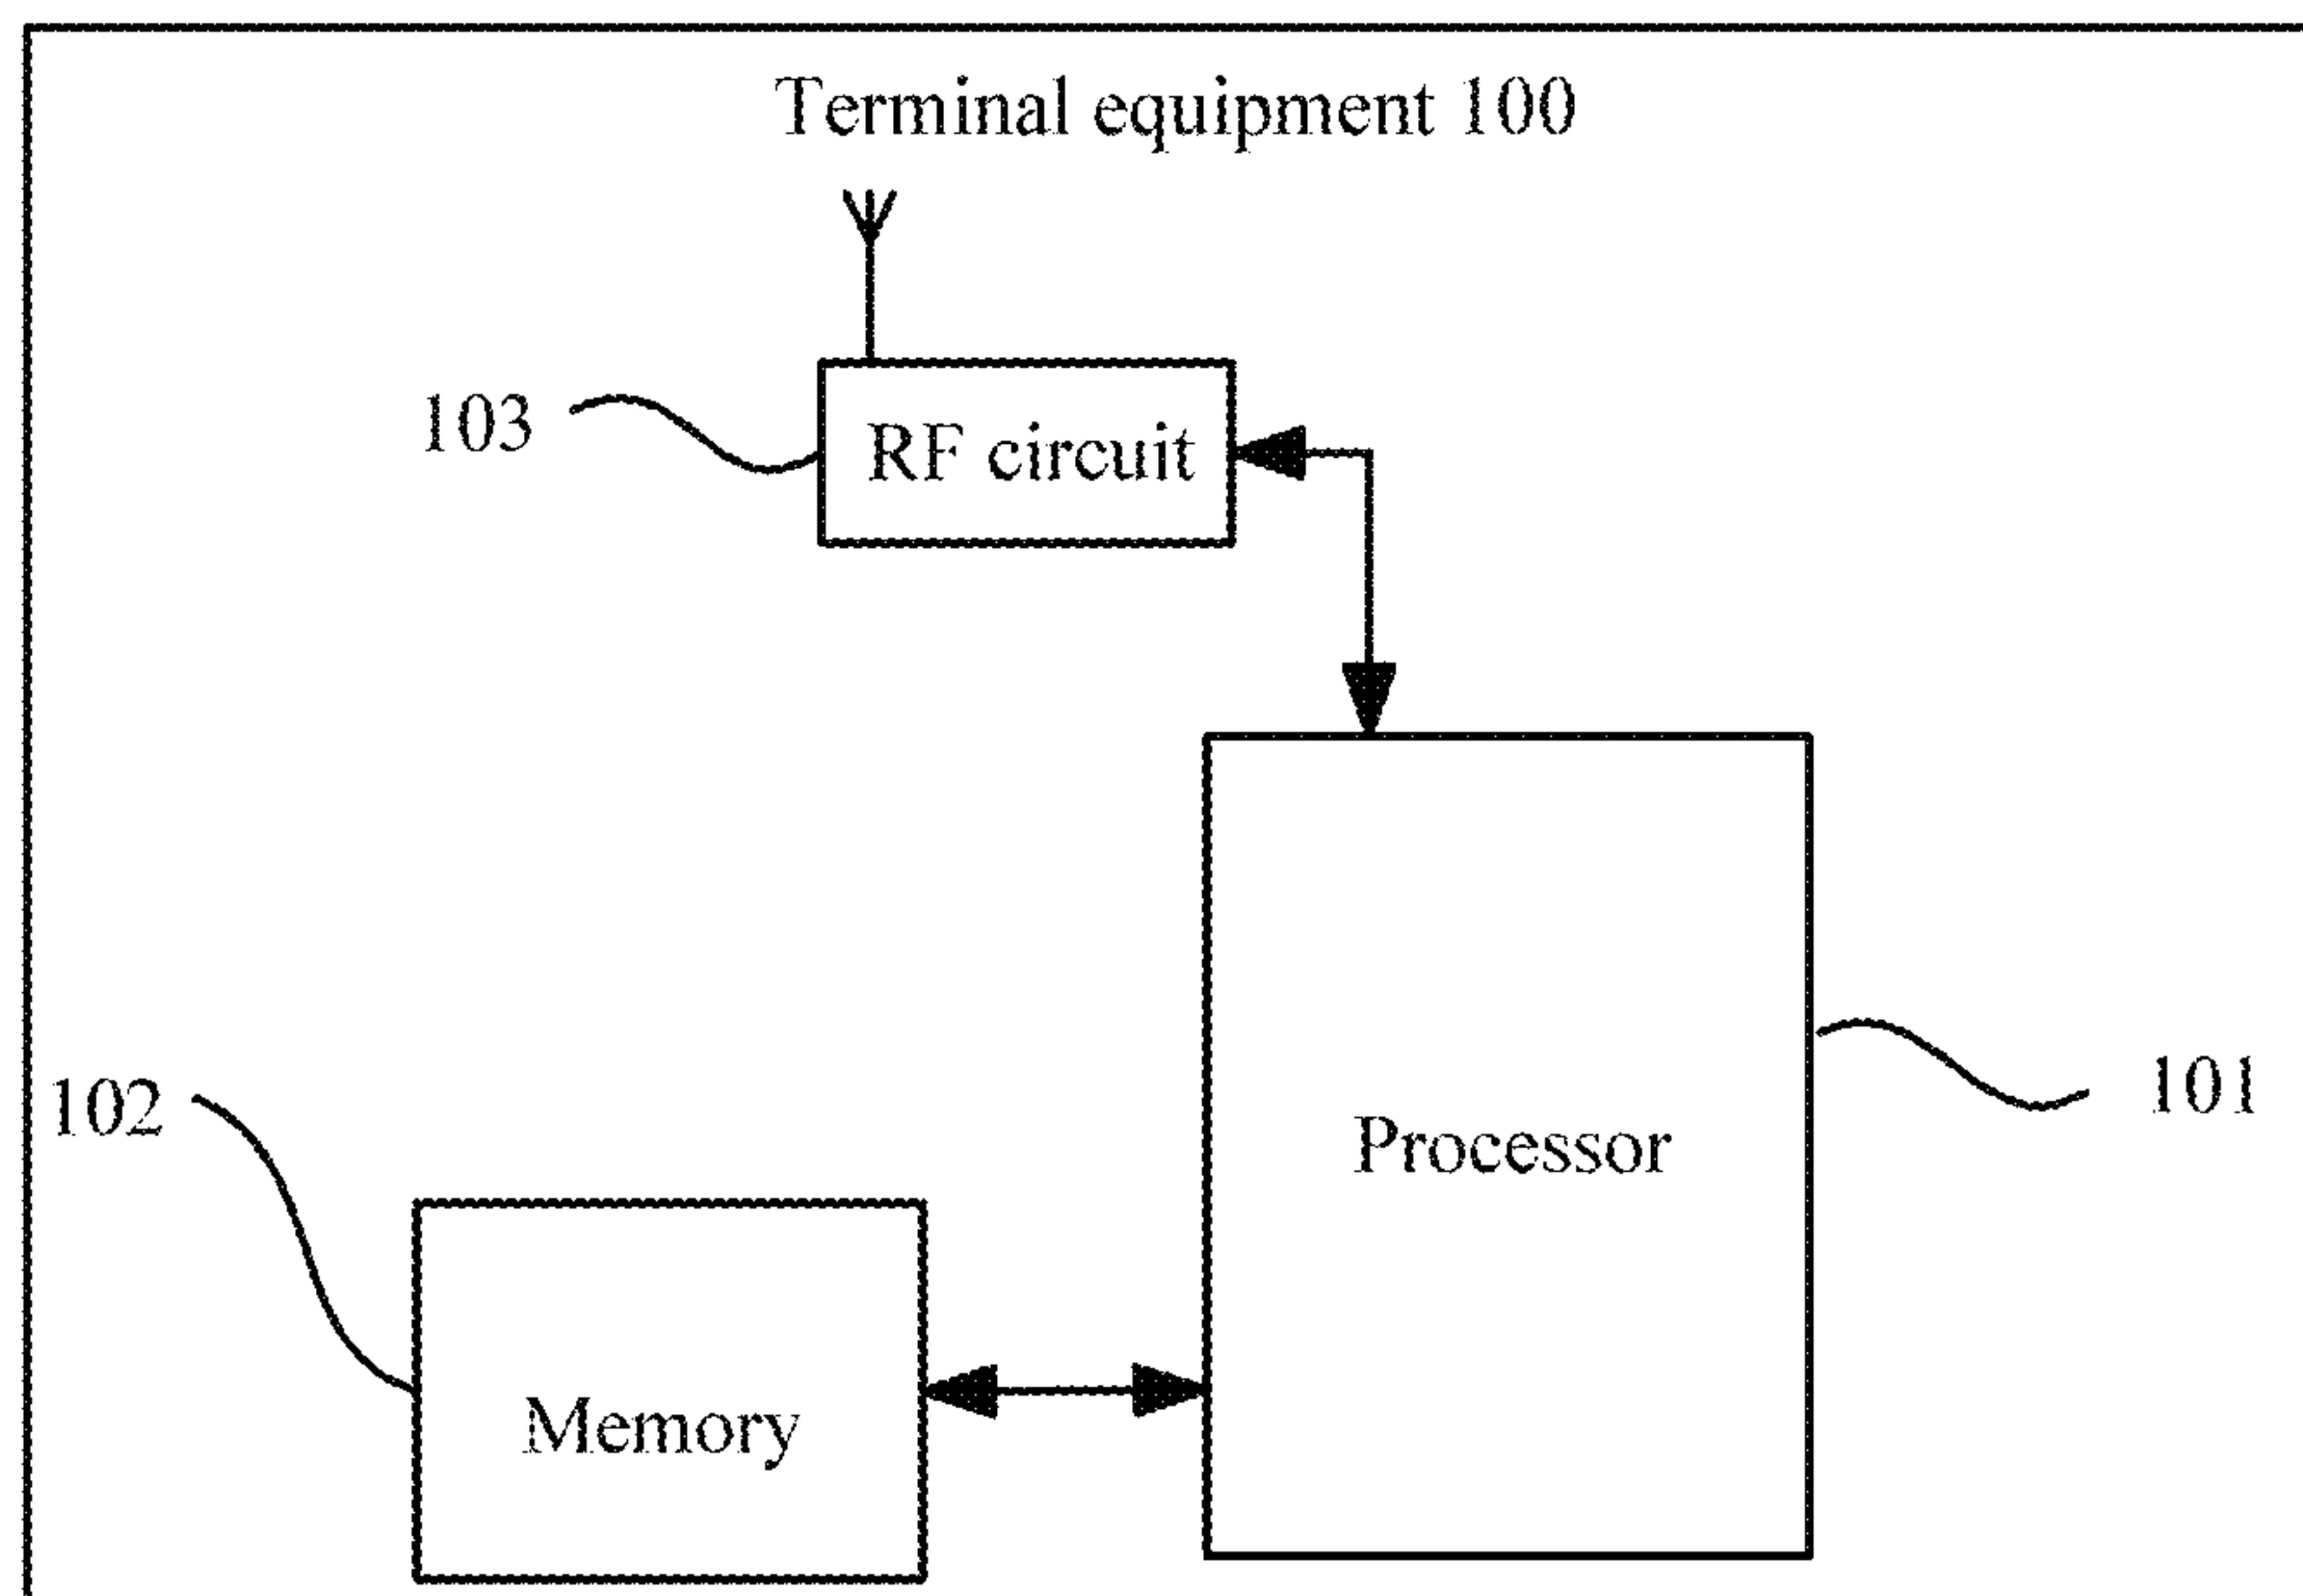 Terminal equipment 100
103
RF circuit
102
101
Processor
Memory